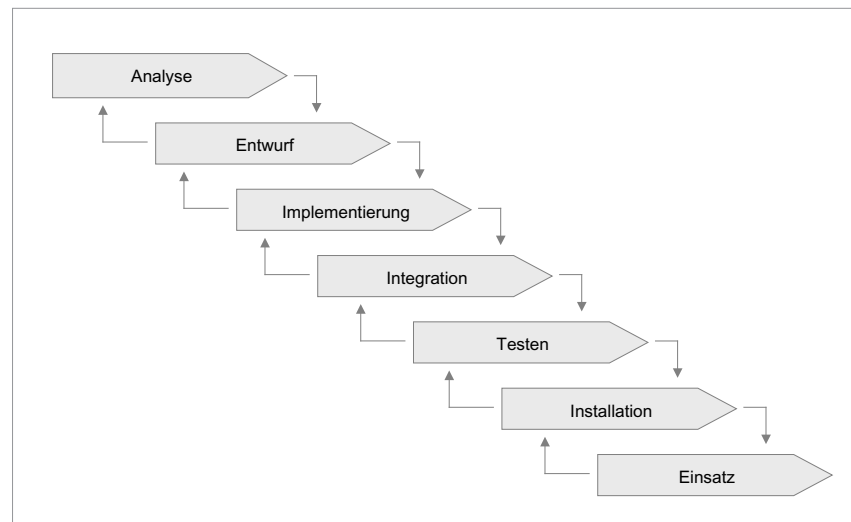 Analyse
Entwurf
Implementierung
Integration
Testen
Installation
Einsatz